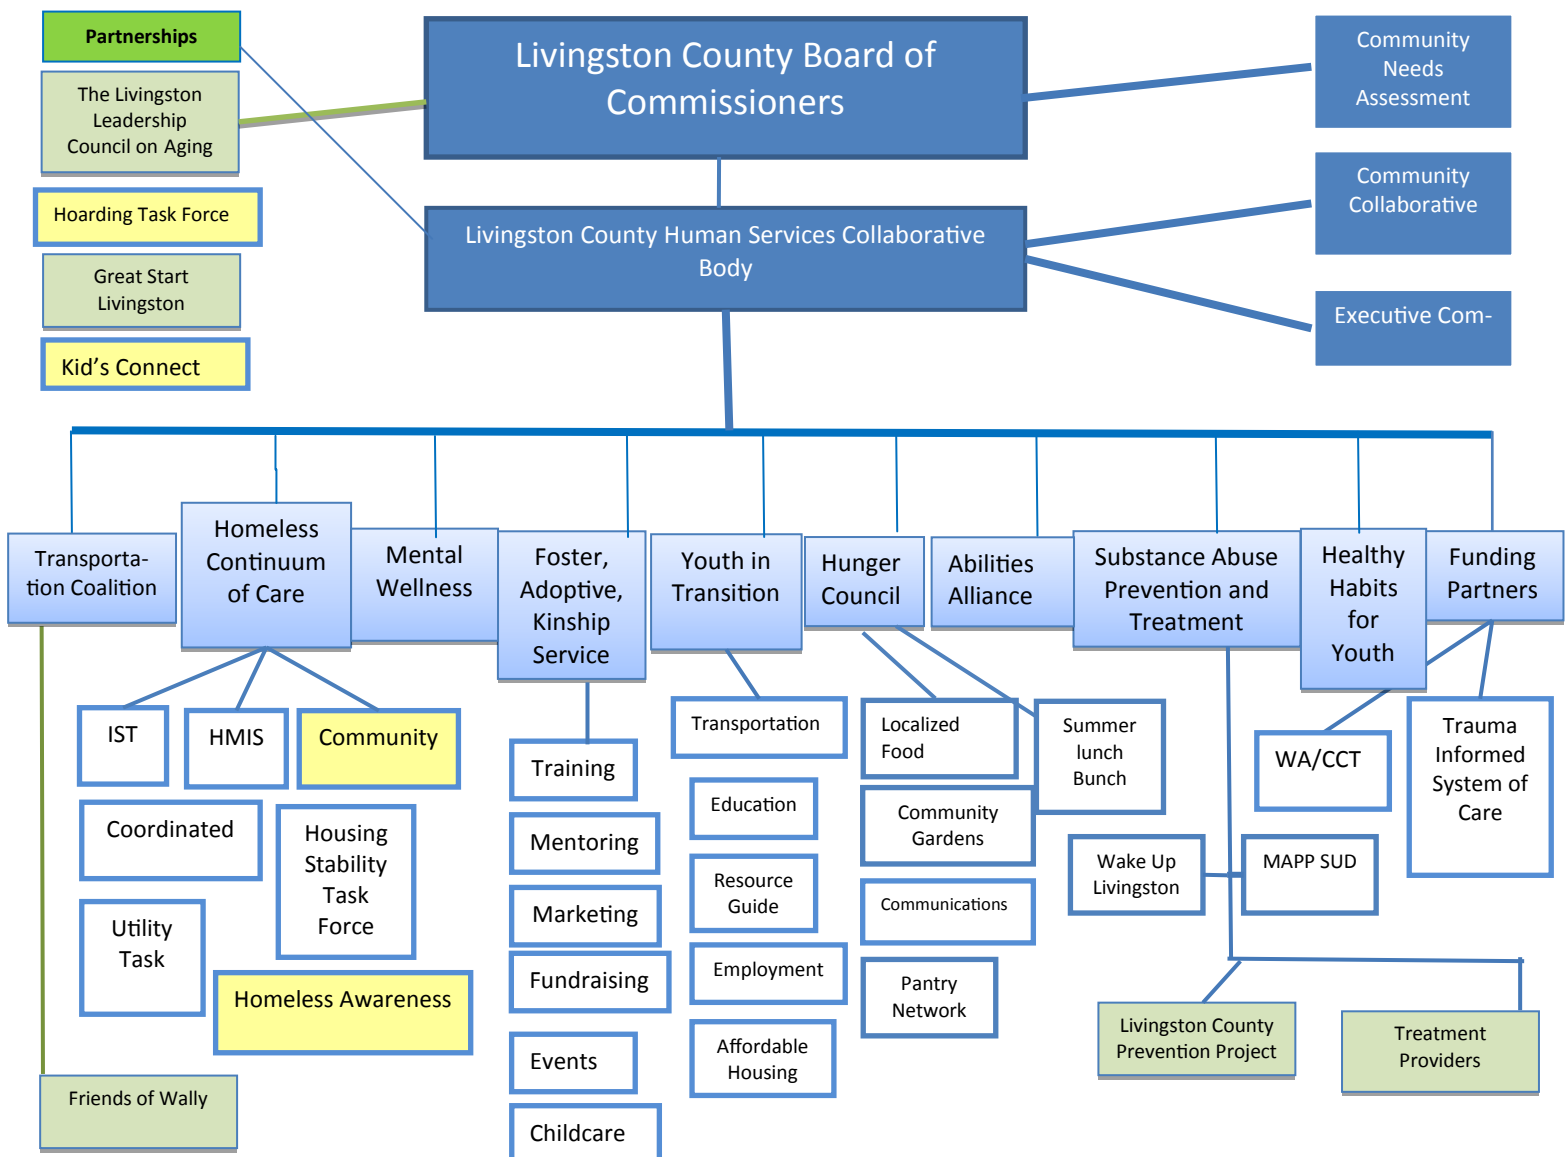 Partnerships
The Livingston
Leadership
Council on Aging
Hoarding Task Force
Great Start
Livingston
Kid's Connect
Livingston County Board of
Commissioners
Livingston County Human Services Collaborative
Body
Community
Needs
Assessment
Community
Collaborative
Executive Com-
Transporta-
tion Coalition
Homeless
Continuum
of Care
Mental
Wellness
Foster,
Adoptive,
Kinship
Service
Youth in
Transition
Hunger
Council
Abilities
Alliance
Substance Abuse
Prevention and
Treatment
Healthy
Habits
for
Youth
Funding
Partners
IST
HMIS
Community
Coordinated
Housing
Stability
Task
Force
Utility
Task
Homeless Awareness
Friends of Wally
Training
Mentoring
Marketing
Fundraising
Events
Childcare
Transportation
Education
Resource
Guide
Employment
Affordable
Housing
Localized
Food
Community
Gardens
Communications
Pantry
Network
Summer
lunch
Bunch
WA/CCT
Trauma
Informed
System of
Care
Wake Up
Livingston
MAPP SUD
Livingston County
Prevention Project
Treatment
Providers